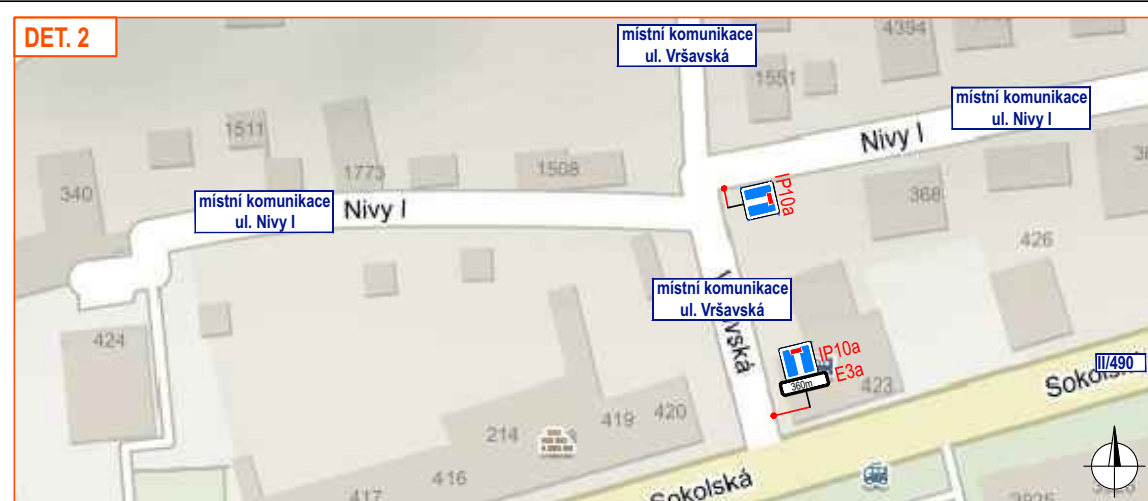 DET. 2
místní komunikace
ul. Vršavská
4394
1551
místní komunikace
ul. Nivy I
Nivy I
1511
1773
1508
340
místní komunikace
ul. Nivy I
Nivy I
IP10a
368
426
místní komunikace
ul. Vršavská
424
IP10a
E3a
360m
423
II/490
419
420
214
416
417
Sokolská